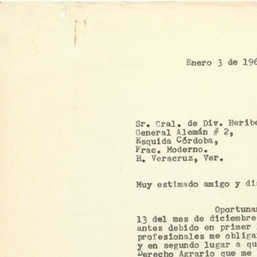 Enero 3 de 196
Sr. Gral. de Div. Heribe
General Alemán # 2,
Esquida Córdoba,
Frac. Moderno.
H. Veracruz, Ver.
Muy estimado amigo y di
Oportuna
13 del mes de diciembre
antes debido en primer
profesionales me obliga
y en segundo lugar a qu
Derecho Agrario que me